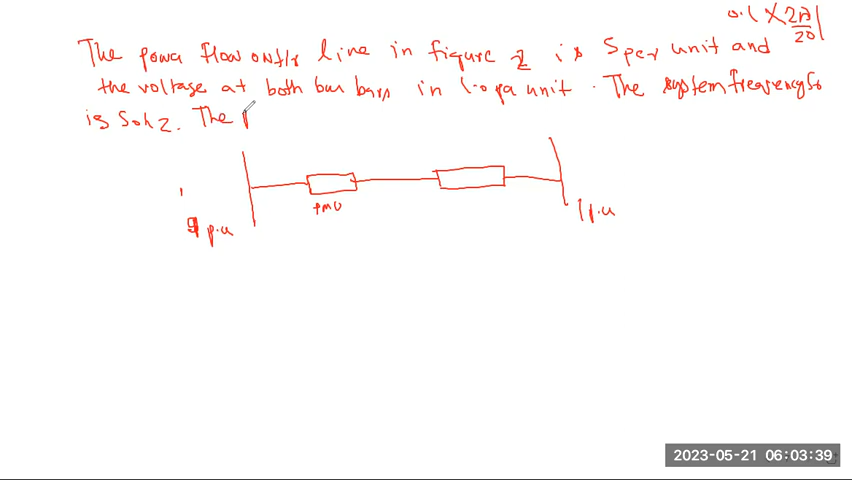 0.1 × 2π/20
The power flow on the line in figure 2 is 5 per unit and
the voltage at both bus bars in 1.0 per unit . The system frequency
is 50h2. The
PMU
p.u
1 p.u
2023-05-21 06:03:39